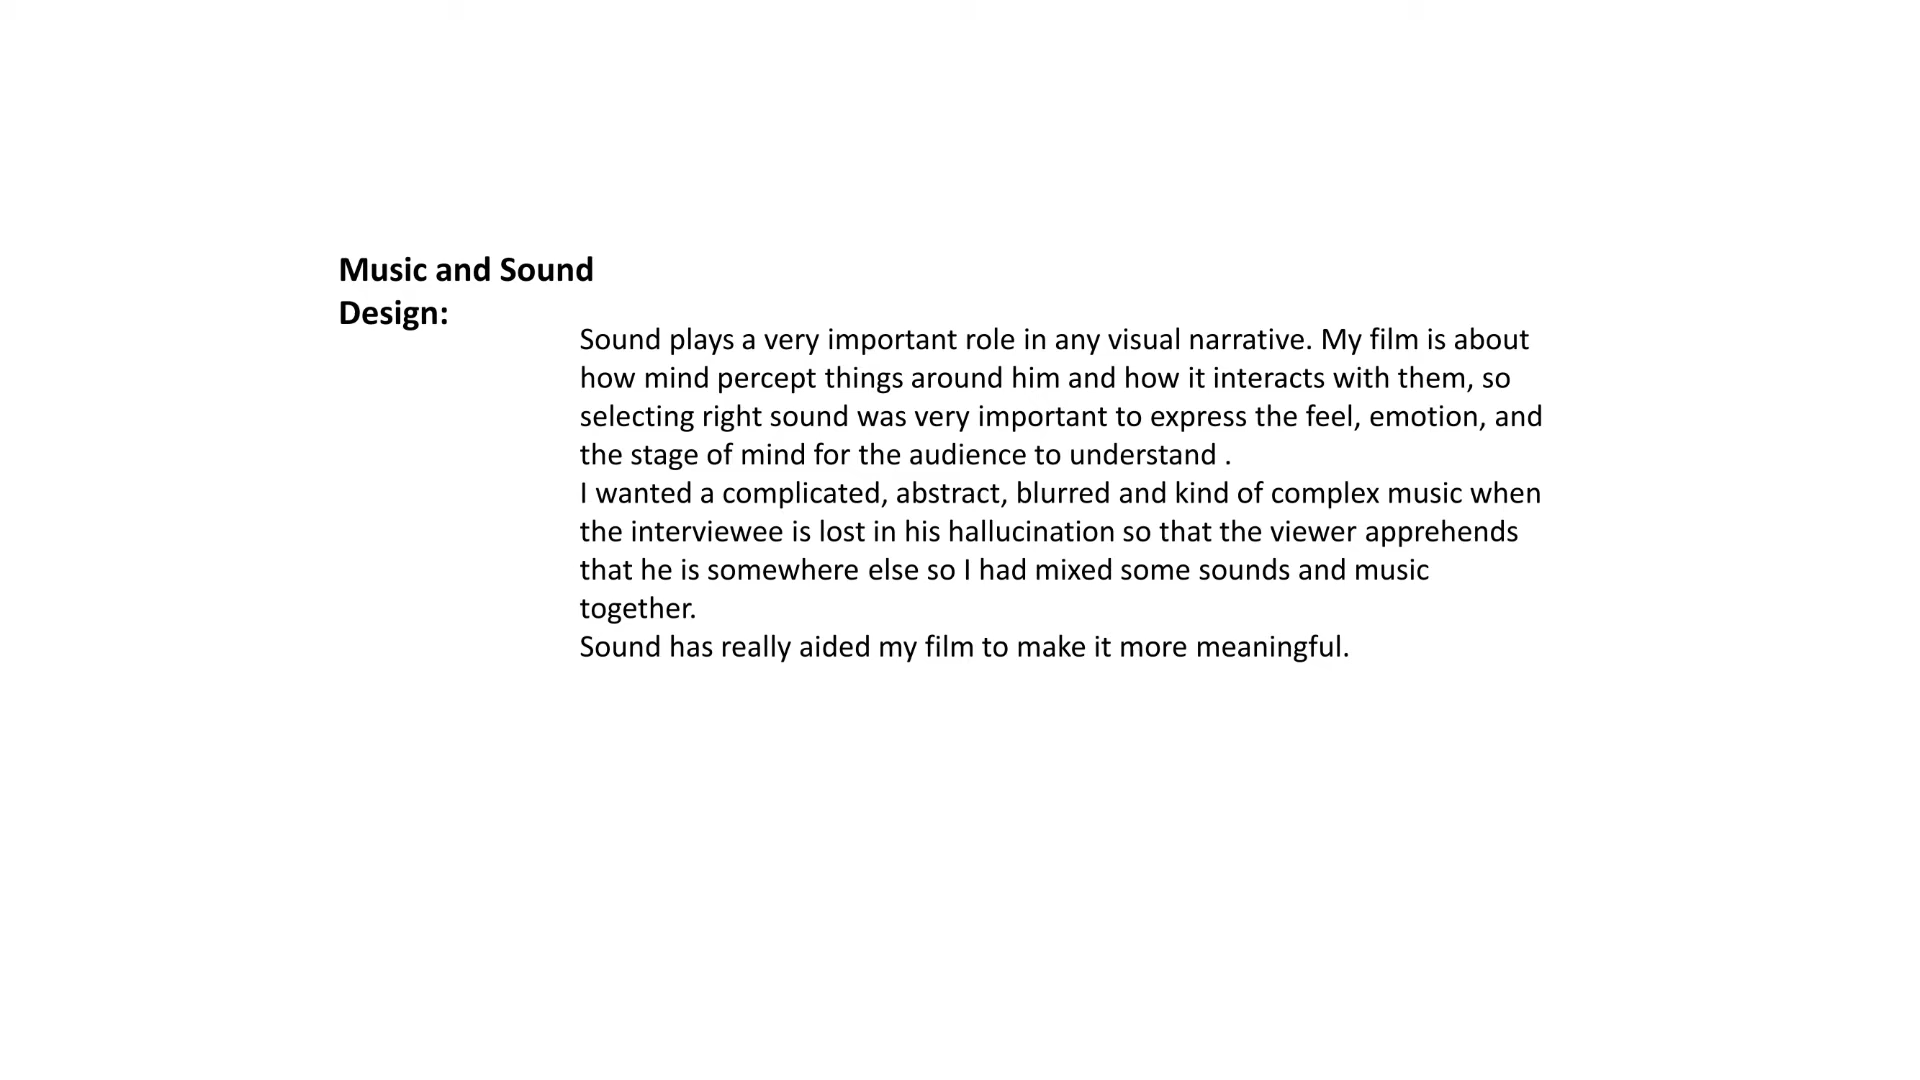 Music and Sound
Design:
Sound plays a very important role in any visual narrative. My film is about
how mind percept things around him and how it interacts with them, so
selecting right sound was very important to express the feel, emotion, and
the stage of mind for the audience to understand .
I wanted a complicated, abstract, blurred and kind of complex music when
the interviewee is lost in his hallucination so that the viewer apprehends
that he is somewhere else so I had mixed some sounds and music
together.
Sound has really aided my film to make it more meaningful.